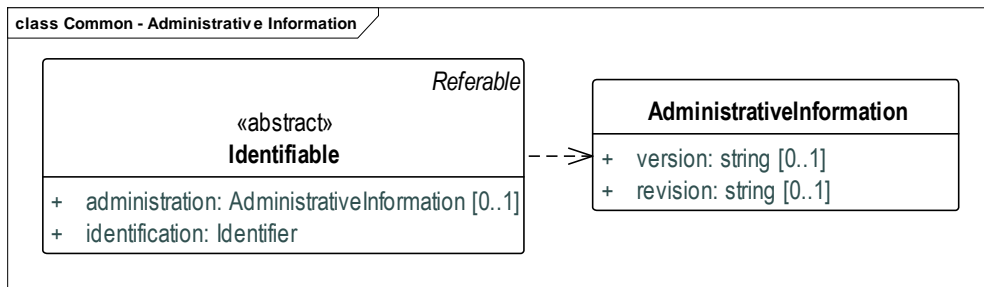 class Common - Administrative Information
Referable
«abstract»
Identifiable
+ administration: AdministrativeInformation [0..1]
+ identification: Identifier
AdministrativeInformation
+ version: string [0..1]
+ revision: string [0..1]